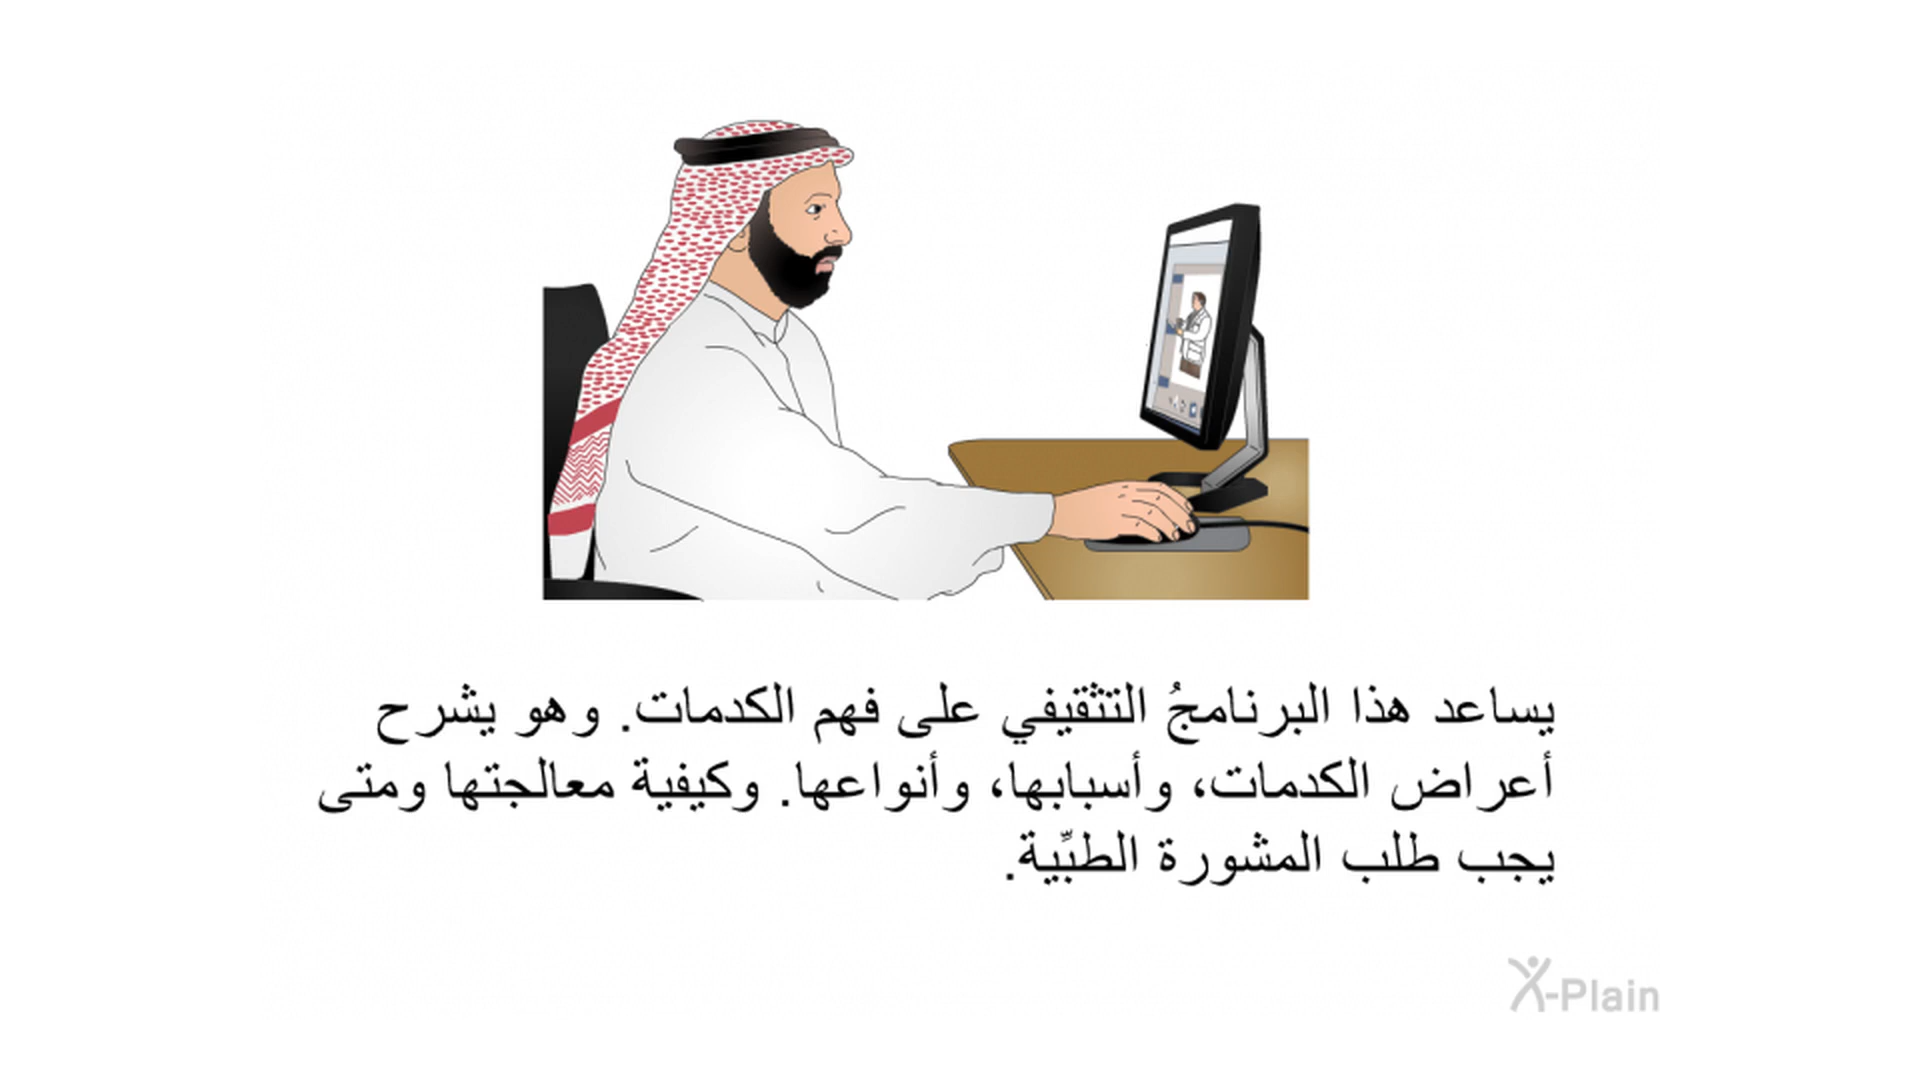 يساعد هذا البرنامجُ التثقيفي على فهم الكدمات. وهو يشرح
أعراض الكدمات، وأسبابها، وأنواعها. وكيفية معالجتها ومتى
يجب طلب المشورة الطبِّية.
X-Plain